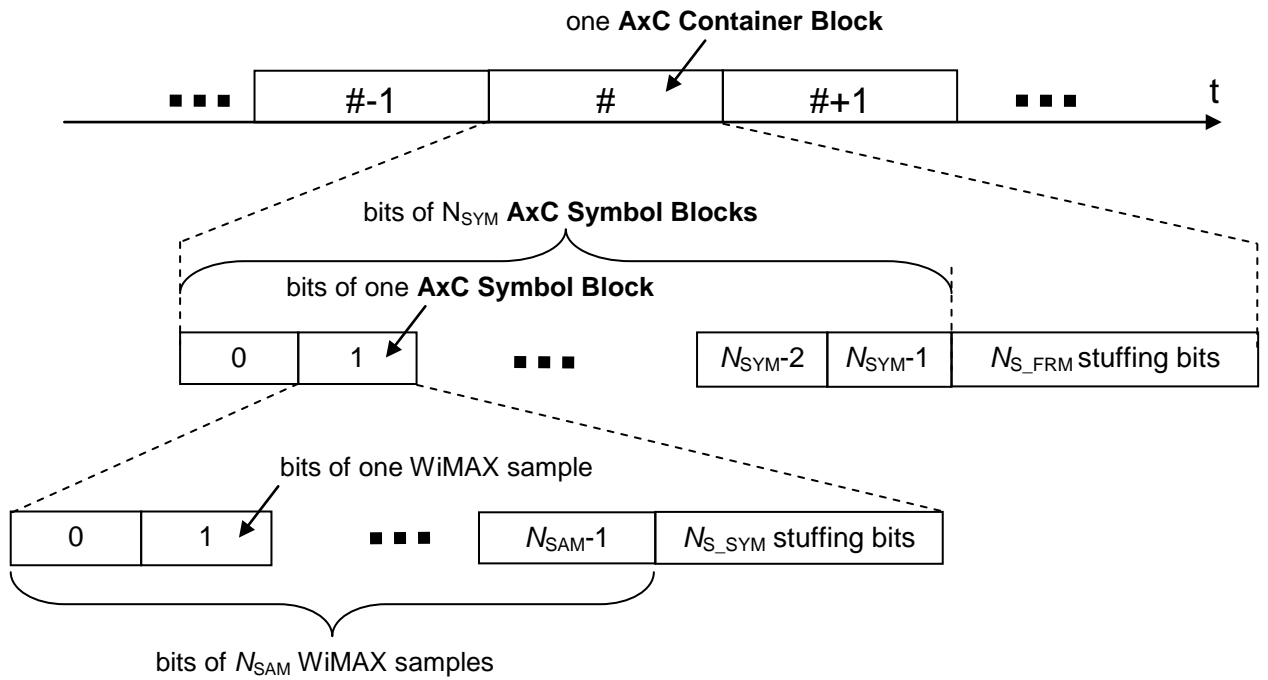 one AxC Container Block
#-1 # #+1 t
bits of NSYM AxC Symbol Blocks
bits of one AxC Symbol Block
0 1 NSYM-2 NSYM-1 NS_FRM stuffing bits
bits of one WiMAX sample
0 1 NSAM-1 NS_SYM stuffing bits
bits of NSAM WiMAX samples